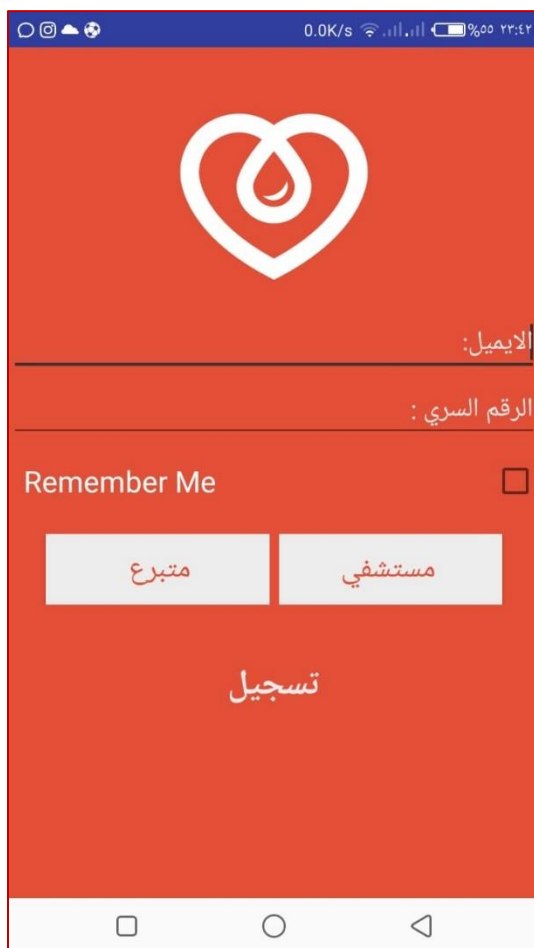 0.0K/s %٥٥ ٢٣:٤٢
الايميل:
الرقم السري :
Remember Me
مستشفي متبرع
تسجيل